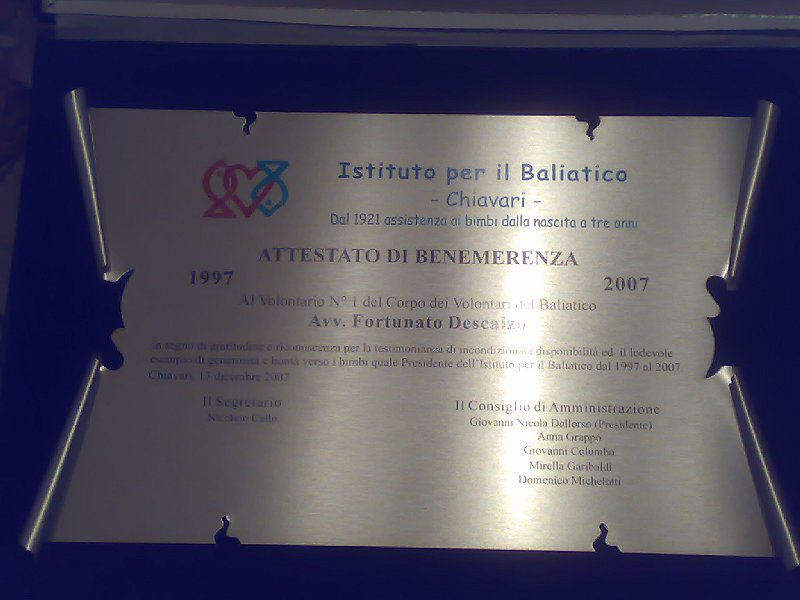 Istituto per il Baliatico
- Chiavari -
Dal 1921 assistenza ai bimbi dalla nascita a tre anni
ATTESTATO DI BENEMERENZA
1997 2007
Al Volontario N° 1 del Corpo dei Volontari del Baliatico
Avv. Fortunato Descalzo
in segno di gratitudine e riconoscenza per la testimonianza di incondizionata disponibilità ed il lodevole
esempio di generosità e bontà verso i bimbi quale Presidente dell'Istituto per il Baliatico dal 1997 al 2007
Chiavari, 13 dicembre 2007
Il Segretario
Nicolino Callo
Il Consiglio di Amministrazione
Giovanni Nicola Dallorso (Presidente)
Anna Grappo
Giovanni Columba
Mirella Garibaldi
Domenico Michelotti